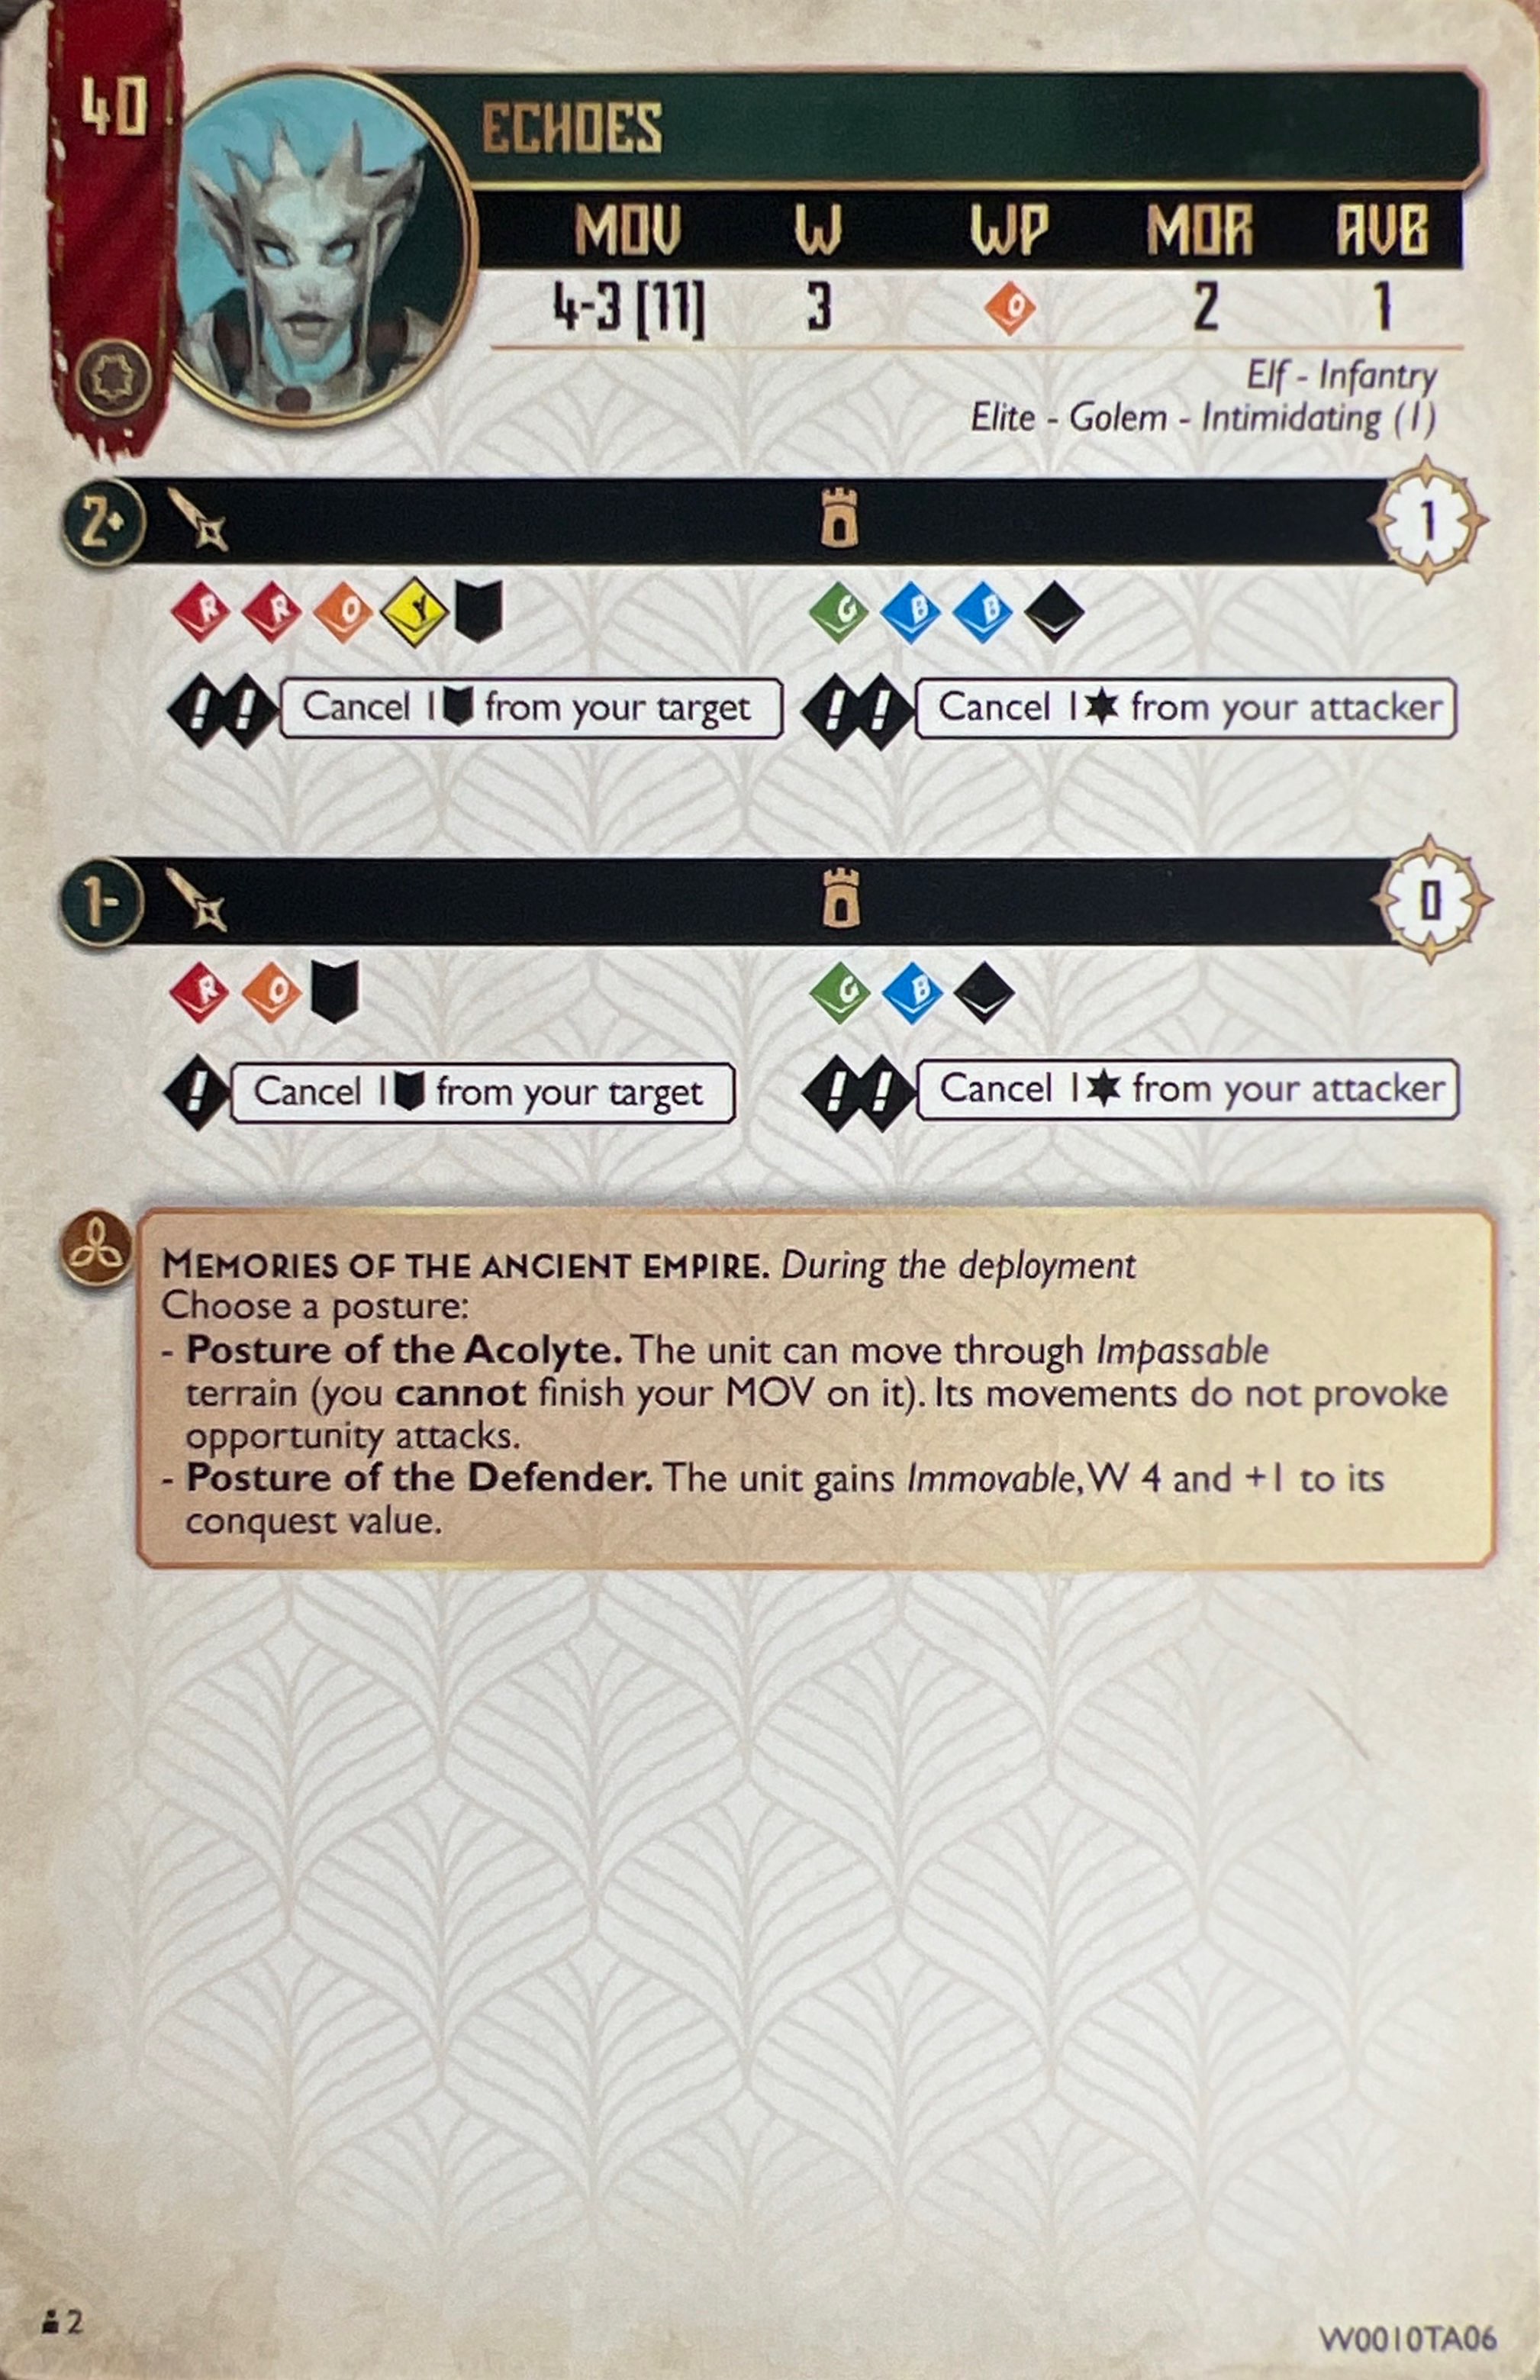 40
ECHOES
MOV W WP MOR AVB
4-3 [11] 3 O 2 1
Elf - Infantry
Elite - Golem - Intimidating (1)
2+ 1
R R O Y G B B
!! Cancel 1 from your target !! Cancel 1 from your attacker
1- 0
R O G B
! Cancel 1 from your target !! Cancel 1 from your attacker
MEMORIES OF THE ANCIENT EMPIRE. During the deployment
Choose a posture:
- Posture of the Acolyte. The unit can move through Impassable
terrain (you cannot finish your MOV on it). Its movements do not provoke
opportunity attacks.
- Posture of the Defender. The unit gains Immovable, W 4 and +1 to its
conquest value.
2
W0010TA06